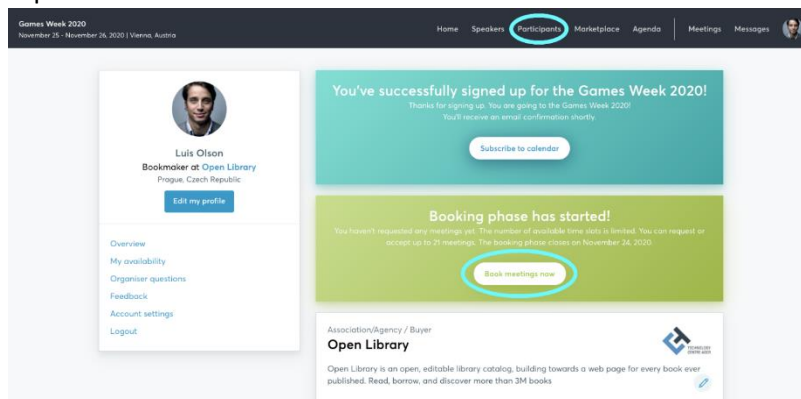 Games Week 2020
November 25 - November 26, 2020 | Vienna, Austria
Home Speakers Participants Marketplace Agenda Meetings Messages
Luis Olson
Bookmaker at Open Library
Prague, Czech Republic
Edit my profile
Overview
My availability
Organiser questions
Feedback
Account settings
Logout
You've successfully signed up for the Games Week 2020!
Thanks for signing up. You are going to the Games Week 2020!
You'll receive an email confirmation shortly.
Subscribe to calendar
Booking phase has started!
You haven't requested any meetings yet. The number of available time slots is limited. You can request or
accept up to 21 meetings. The booking phase closes on November 24, 2020.
Book meetings now
Association/Agency / Buyer
Open Library
TECHNOLOGY
Open Library is an open, editable library catalog, building towards a web page for every book ever
published. Read, borrow, and discover more than 3M books